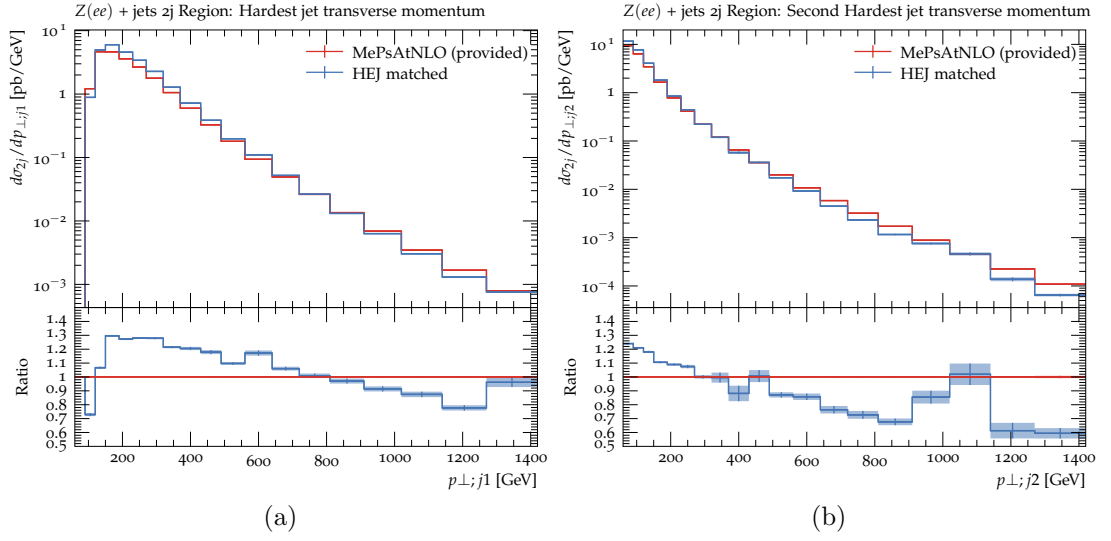 Z(ee) + jets 2j Region: Hardest jet transverse momentum
MePsAtNLO (provided)
HEJ matched
dσ2j/dp⊥;j1 [pb/GeV]
10^1
1
10^−1
10^−2
10^−3
Ratio
1.4
1.3
1.2
1.1
1
0.9
0.8
0.7
0.6
0.5
200 400 600 800 1000 1200 1400
p⊥; j1 [GeV]
(a)
Z(ee) + jets 2j Region: Second Hardest jet transverse momentum
MePsAtNLO (provided)
HEJ matched
dσ2j/dp⊥;j2 [pb/GeV]
10^1
1
10^−1
10^−2
10^−3
10^−4
Ratio
1.4
1.3
1.2
1.1
1
0.9
0.8
0.7
0.6
0.5
200 400 600 800 1000 1200 1400
p⊥; j2 [GeV]
(b)